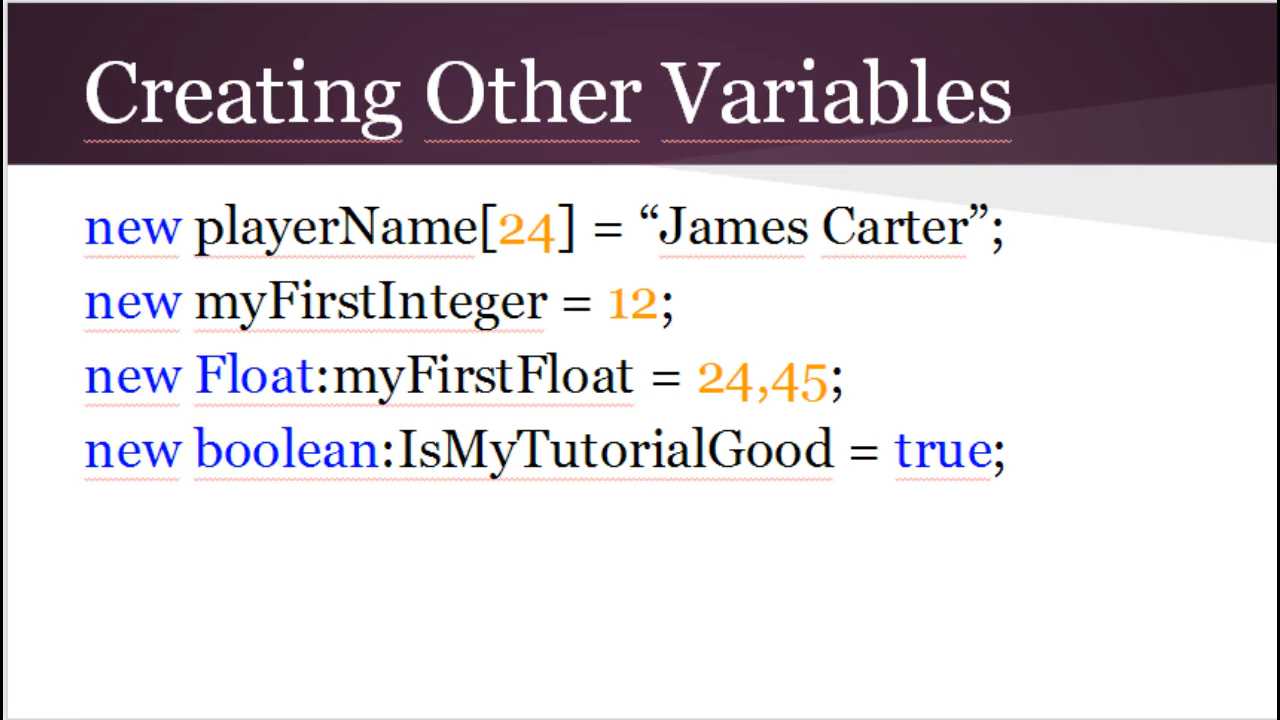 Creating Other Variables
new playerName[24] = “James Carter”;
new myFirstInteger = 12;
new Float:myFirstFloat = 24,45;
new boolean:IsMyTutorialGood = true;